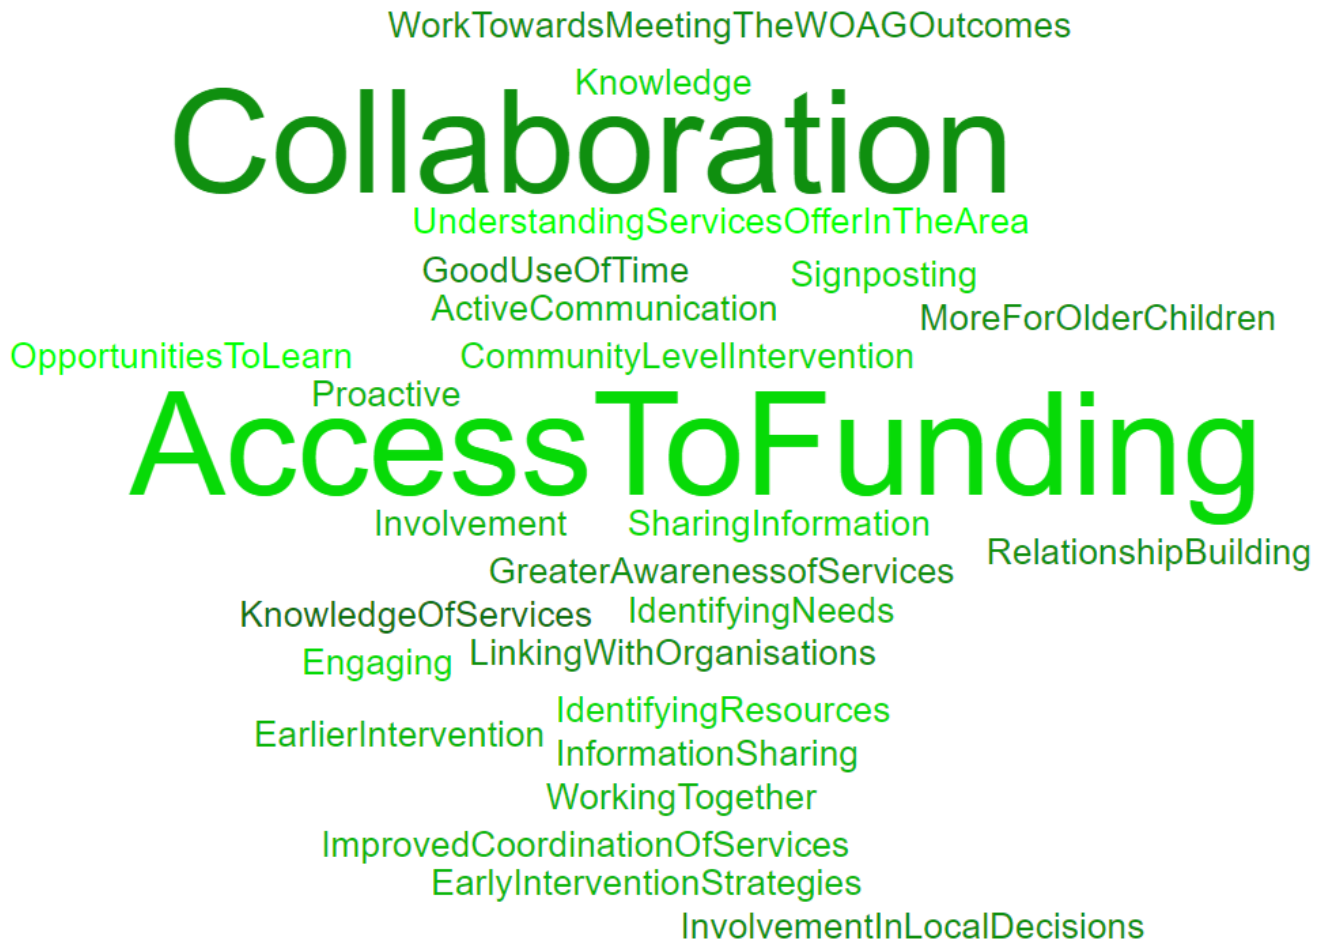 WorkTowardsMeetingTheWOAGOutcomes
Knowledge
Collaboration
UnderstandingServicesOfferInTheArea
GoodUseOfTime
Signposting
ActiveCommunication
MoreForOlderChildren
OpportunitiesToLearn
CommunityLevelIntervention
Proactive
AccessToFunding
Involvement
SharingInformation
RelationshipBuilding
GreaterAwarenessofServices
KnowledgeOfServices
IdentifyingNeeds
Engaging
LinkingWithOrganisations
IdentifyingResources
EarlierIntervention
InformationSharing
WorkingTogether
ImprovedCoordinationOfServices
EarlyInterventionStrategies
InvolvementInLocalDecisions